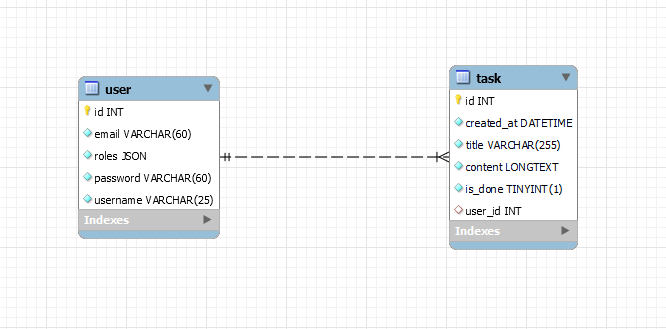 user
id INT
email VARCHAR(60)
roles JSON
password VARCHAR(60)
username VARCHAR(25)
Indexes
task
id INT
created_at DATETIME
title VARCHAR(255)
content LONGTEXT
is_done TINYINT(1)
user_id INT
Indexes